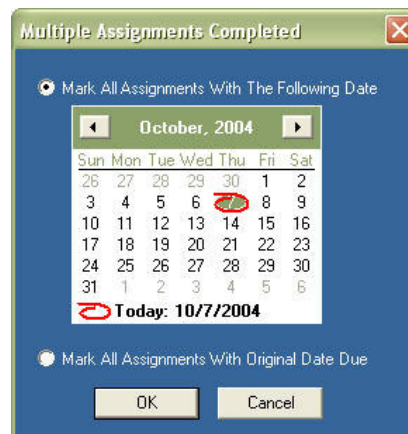 Multiple Assignments Completed
Mark All Assignments With The Following Date
October, 2004
Sun Mon Tue Wed Thu Fri Sat
26 27 28 29 30 1 2
3 4 5 6 7 8 9
10 11 12 13 14 15 16
17 18 19 20 21 22 23
24 25 26 27 28 29 30
31 1 2 3 4 5 6
Today: 10/7/2004
Mark All Assignments With Original Date Due
OK Cancel